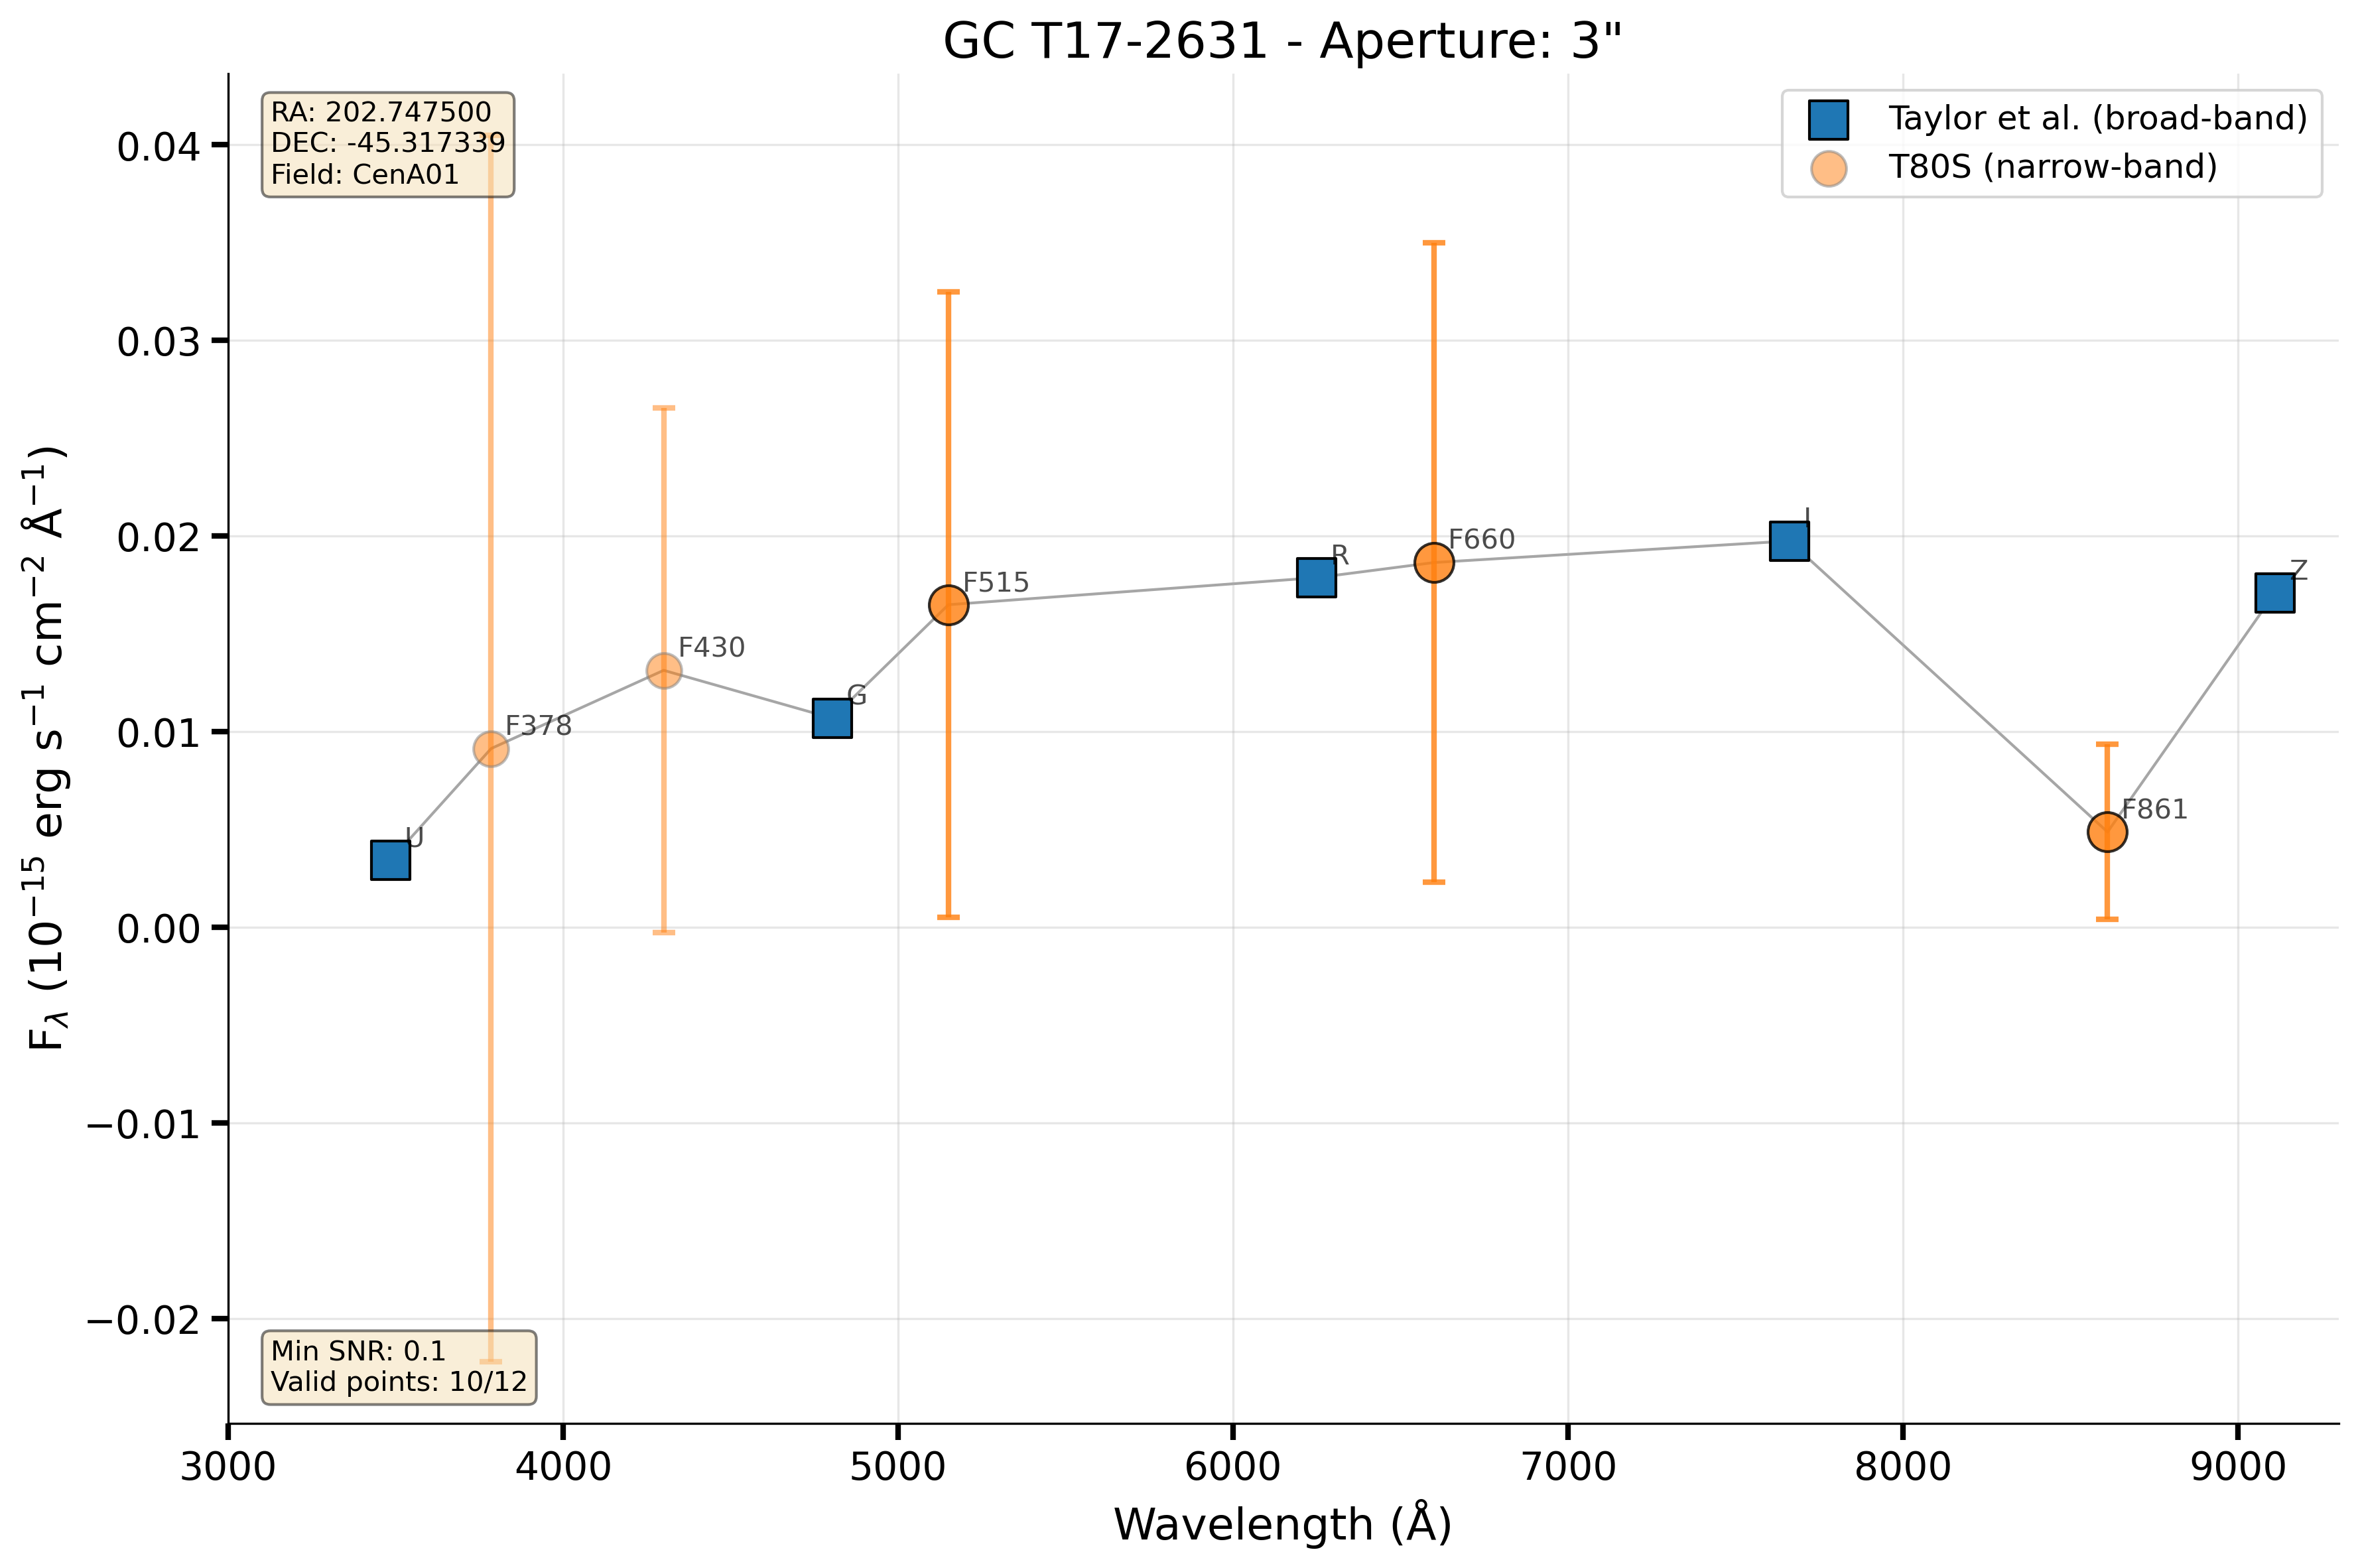 GC T17-2631 - Aperture: 3"
RA: 202.747500
DEC: -45.317339
Field: CenA01
Taylor et al. (broad-band)
T80S (narrow-band)
0.04
0.03
0.02
0.01
0.00
−0.01
−0.02
F_λ (10⁻¹⁵ erg s⁻¹ cm⁻² Å⁻¹)
U
F378
F430
G
F515
R
F660
I
F861
Z
Min SNR: 0.1
Valid points: 10/12
3000 4000 5000 6000 7000 8000 9000
Wavelength (Å)